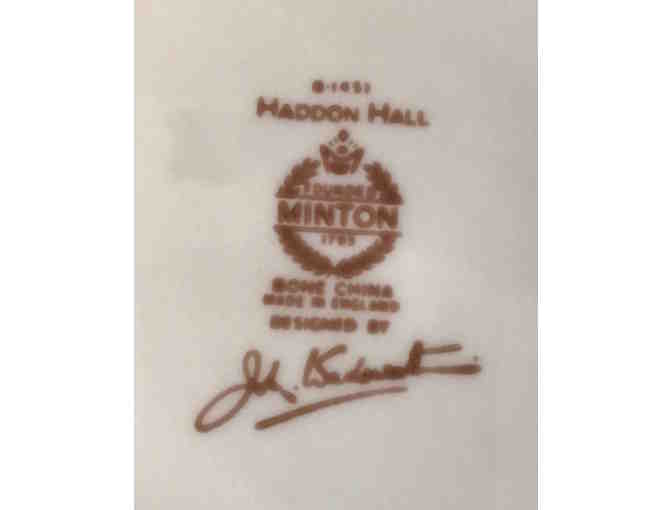 B·1451
HADDON HALL
FOUNDED
MINTON
1793
BONE CHINA
MADE IN ENGLAND
DESIGNED BY